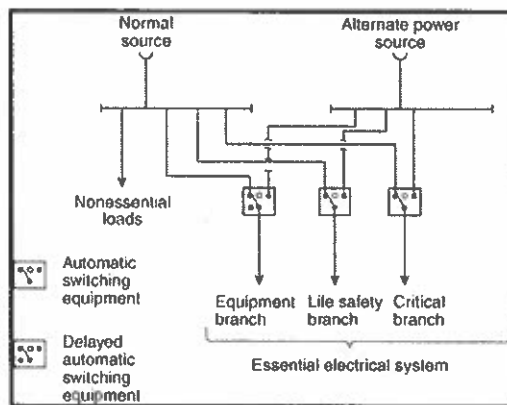 Normal
source
Alternate power
source
Nonessential
loads
Automatic
switching
equipment
Equipment
branch
Life safety
branch
Critical
branch
Delayed
automatic
switching
equipment
Essential electrical system